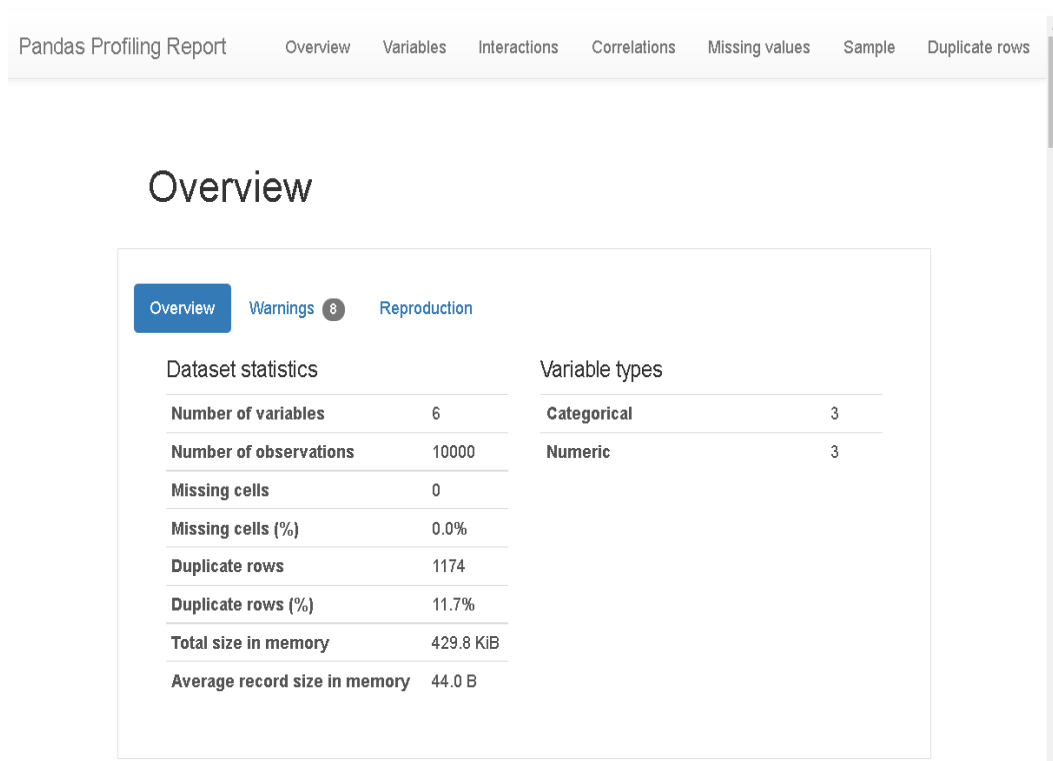 Pandas Profiling Report Overview Variables Interactions Correlations Missing values Sample Duplicate rows
Overview
Overview Warnings 8 Reproduction
Dataset statistics
Number of variables 6
Number of observations 10000
Missing cells 0
Missing cells (%) 0.0%
Duplicate rows 1174
Duplicate rows (%) 11.7%
Total size in memory 429.8 KiB
Average record size in memory 44.0 B
Variable types
Categorical 3
Numeric 3